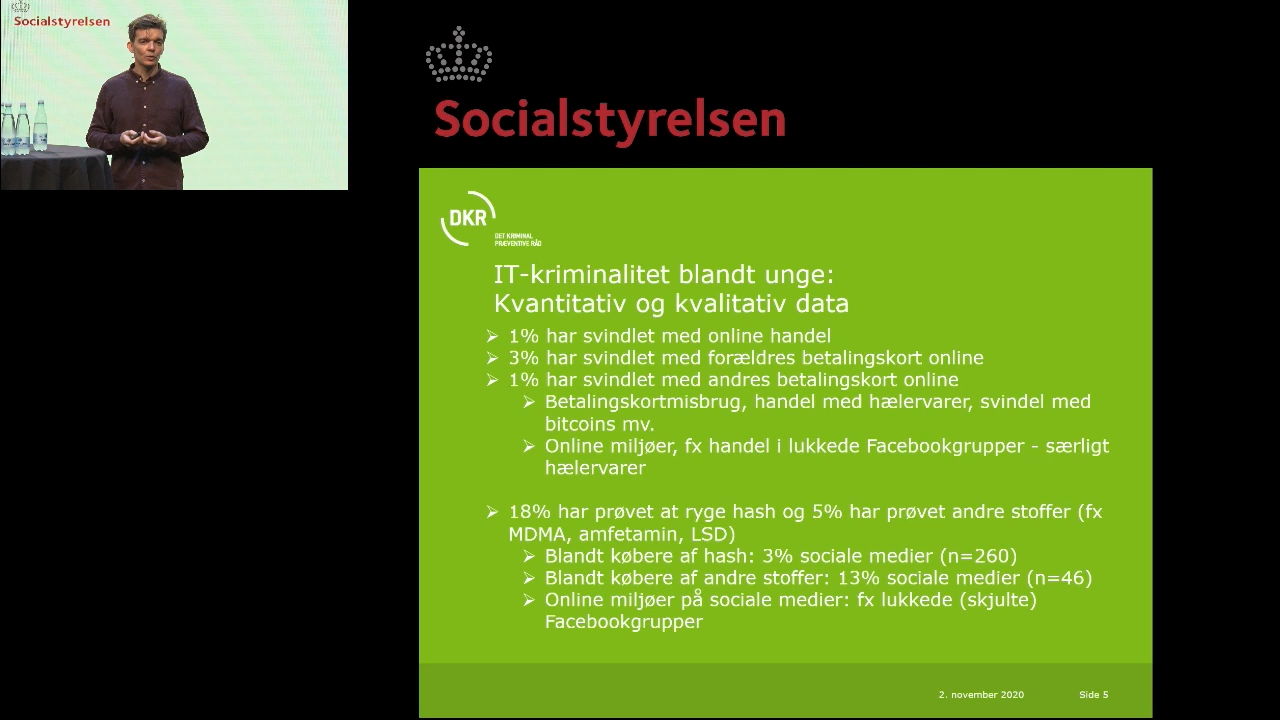 Socialstyrelsen
Socialstyrelsen
DKR
DET KRIMINAL
PRÆVENTIVE RÅD
IT-kriminalitet blandt unge:
Kvantitativ og kvalitativ data
➢ 1% har svindlet med online handel
➢ 3% har svindlet med forældres betalingskort online
➢ 1% har svindlet med andres betalingskort online
➢ Betalingskortmisbrug, handel med hælervarer, svindel med
bitcoins mv.
➢ Online miljøer, fx handel i lukkede Facebookgrupper - særligt
hælervarer
➢ 18% har prøvet at ryge hash og 5% har prøvet andre stoffer (fx
MDMA, amfetamin, LSD)
➢ Blandt købere af hash: 3% sociale medier (n=260)
➢ Blandt købere af andre stoffer: 13% sociale medier (n=46)
➢ Online miljøer på sociale medier: fx lukkede (skjulte)
Facebookgrupper
2. november 2020
Side 5